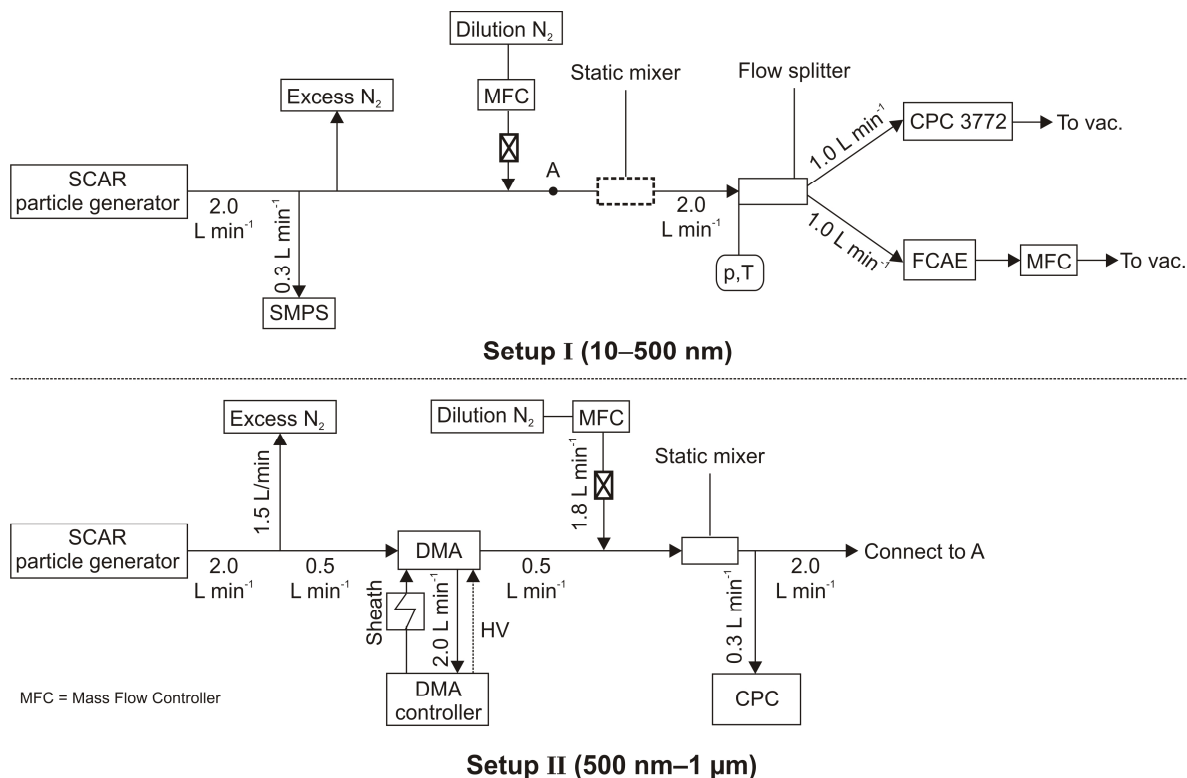 Dilution N₂
Static mixer
Flow splitter
Excess N₂
MFC
CPC 3772
To vac.
1.0 L min⁻¹
SCAR
particle generator
A
2.0
L min⁻¹
2.0
L min⁻¹
0.3 L min⁻¹
1.0 L min⁻¹
FCAE
MFC
To vac.
p,T
SMPS
Setup I (10–500 nm)
Excess N₂
Dilution N₂
MFC
Static mixer
1.5 L/min
1.8 L min⁻¹
SCAR
particle generator
DMA
Connect to A
2.0
L min⁻¹
0.5
L min⁻¹
0.5
L min⁻¹
2.0
L min⁻¹
Sheath
2.0 L min⁻¹
HV
0.3 L min⁻¹
MFC = Mass Flow Controller
DMA
controller
CPC
Setup II (500 nm–1 µm)